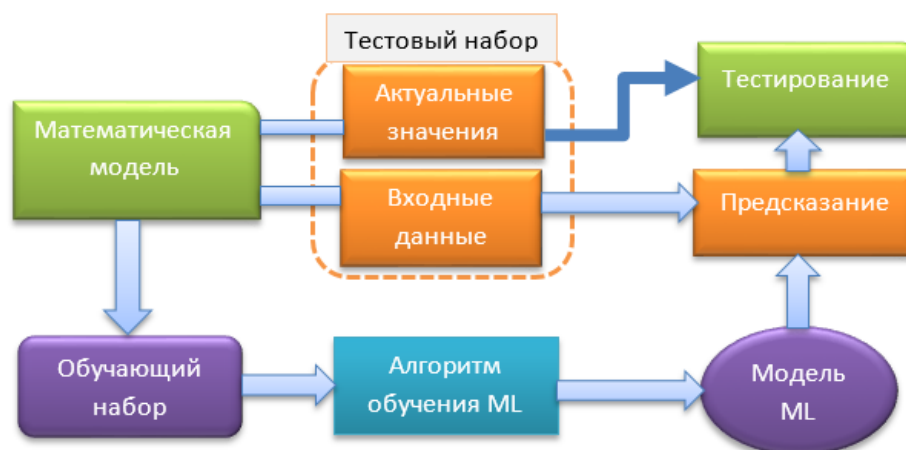 Тестовый набор
Актуальные
значения
Тестирование
Математическая
модель
Входные
данные
Предсказание
Обучающий
набор
Алгоритм
обучения ML
Модель
ML